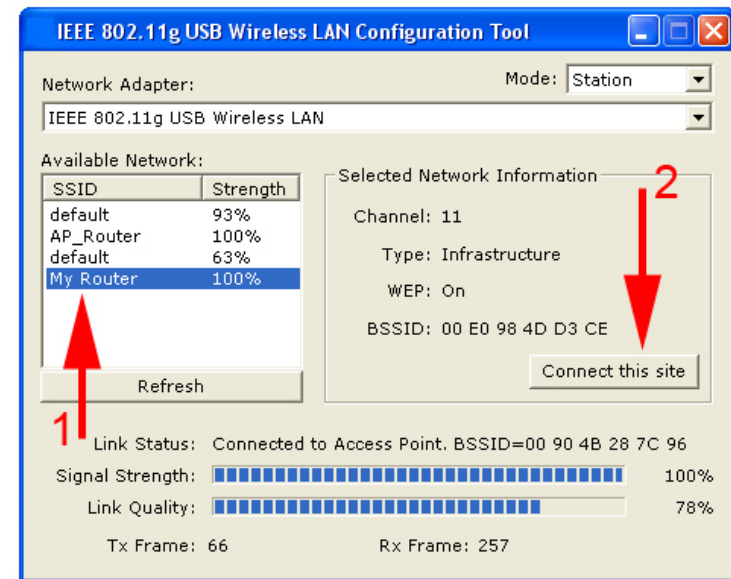 IEEE 802.11g USB Wireless LAN Configuration Tool
Network Adapter:
Mode: Station
IEEE 802.11g USB Wireless LAN
Available Network:
SSID Strength
default 93%
AP_Router 100%
default 63%
My Router 100%
Refresh
1
Selected Network Information
2
Channel: 11
Type: Infrastructure
WEP: On
BSSID: 00 E0 98 4D D3 CE
Connect this site
Link Status: Connected to Access Point. BSSID=00 90 4B 28 7C 96
Signal Strength: 100%
Link Quality: 78%
Tx Frame: 66 Rx Frame: 257